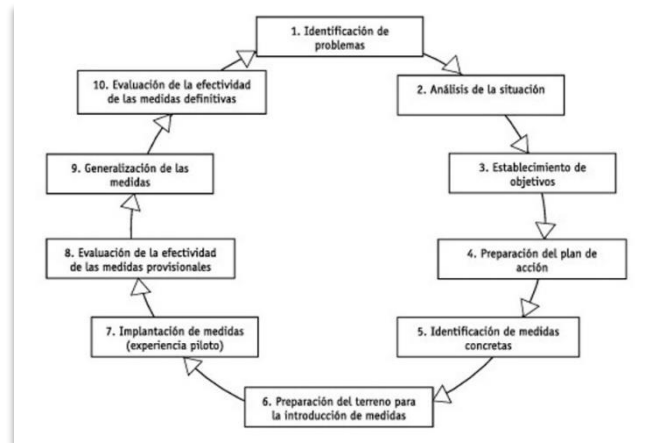 1. Identificación de
problemas
2. Análisis de la situación
3. Establecimiento de
objetivos
4. Preparación del plan de
acción
5. Identificación de medidas
concretas
6. Preparación del terreno para
la introducción de medidas
7. Implantación de medidas
(experiencia piloto)
8. Evaluación de la efectividad
de las medidas provisionales
9. Generalización de las
medidas
10. Evaluación de la efectividad
de las medidas definitivas